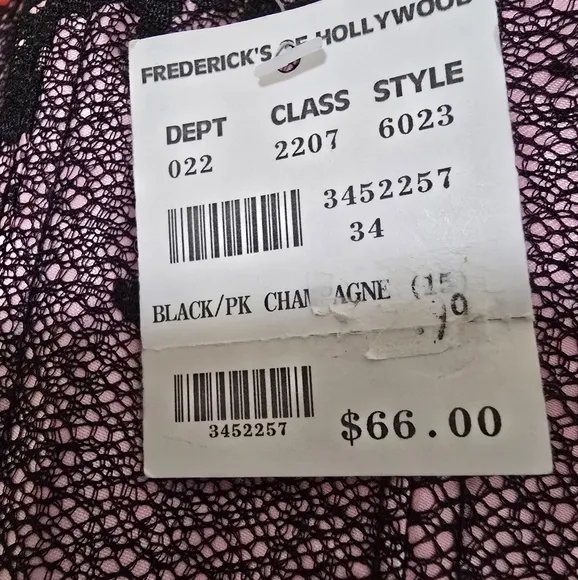 FREDERICK'S OF HOLLYWOOD
DEPT CLASS STYLE
022 2207 6023
3452257
34
BLACK/PK CHAMPAGNE (15)
3452257
$66.00